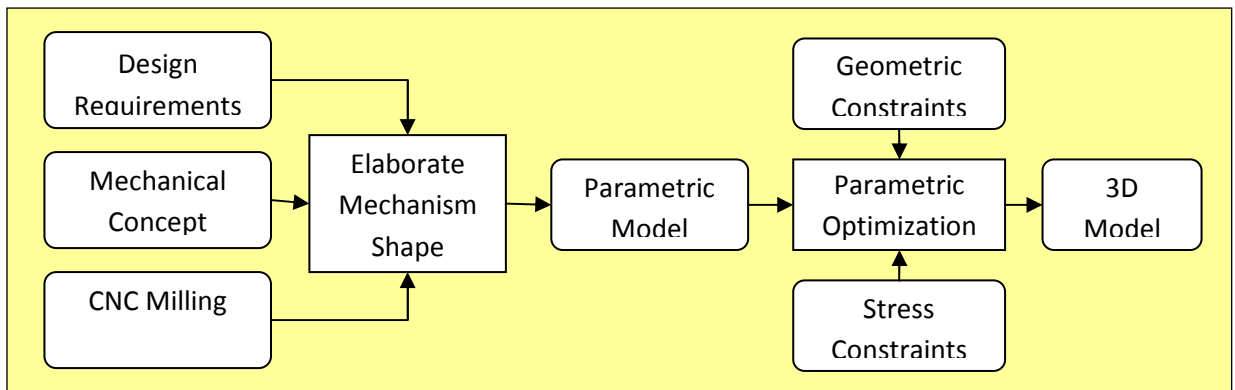 Design
Requirements
Mechanical
Concept
CNC Milling
Elaborate
Mechanism
Shape
Parametric
Model
Geometric
Constraints
Parametric
Optimization
Stress
Constraints
3D
Model